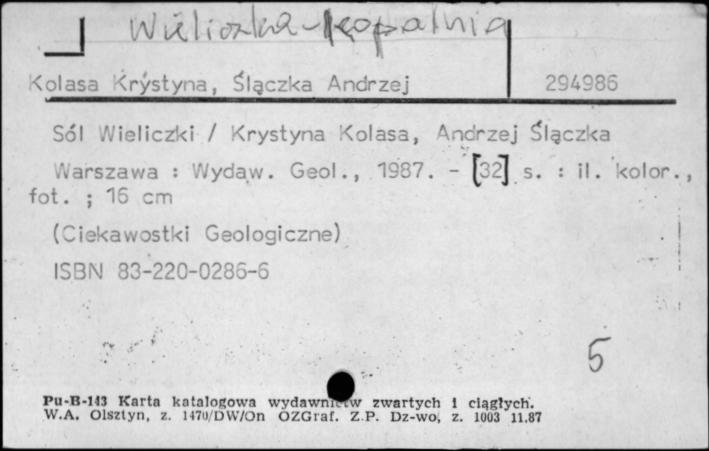 Wieliczka - kopalnia
Kolasa Krystyna, Ślączka Andrzej 294986
Sól Wieliczki / Krystyna Kolasa, Andrzej Ślączka
Warszawa : Wydaw. Geol., 1987. - [32] s. : il. kolor.,
fot. ; 16 cm
(Ciekawostki Geologiczne)
ISBN 83-220-0286-6
5
Pu-B-143 Karta katalogowa wydawnictw zwartych i ciągłych.
W.A. Olsztyn, z. 1470/DW/On OZGraf. Z.P. Dz-wo, z. 1003 11.87